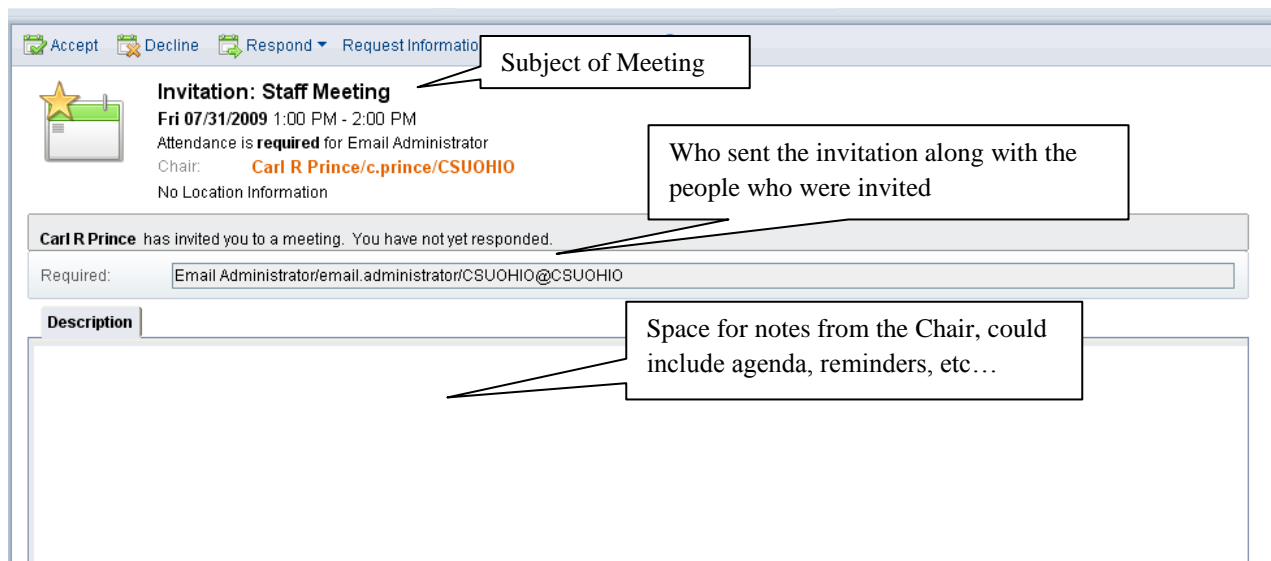 Accept Decline Respond Request Informatio
Subject of Meeting
Invitation: Staff Meeting
Fri 07/31/2009 1:00 PM - 2:00 PM
Attendance is required for Email Administrator
Chair: Carl R Prince/c.prince/CSUOHIO
No Location Information
Who sent the invitation along with the
people who were invited
Carl R Prince has invited you to a meeting. You have not yet responded.
Required: Email Administrator/email.administrator/CSUOHIO@CSUOHIO
Description
Space for notes from the Chair, could
include agenda, reminders, etc…